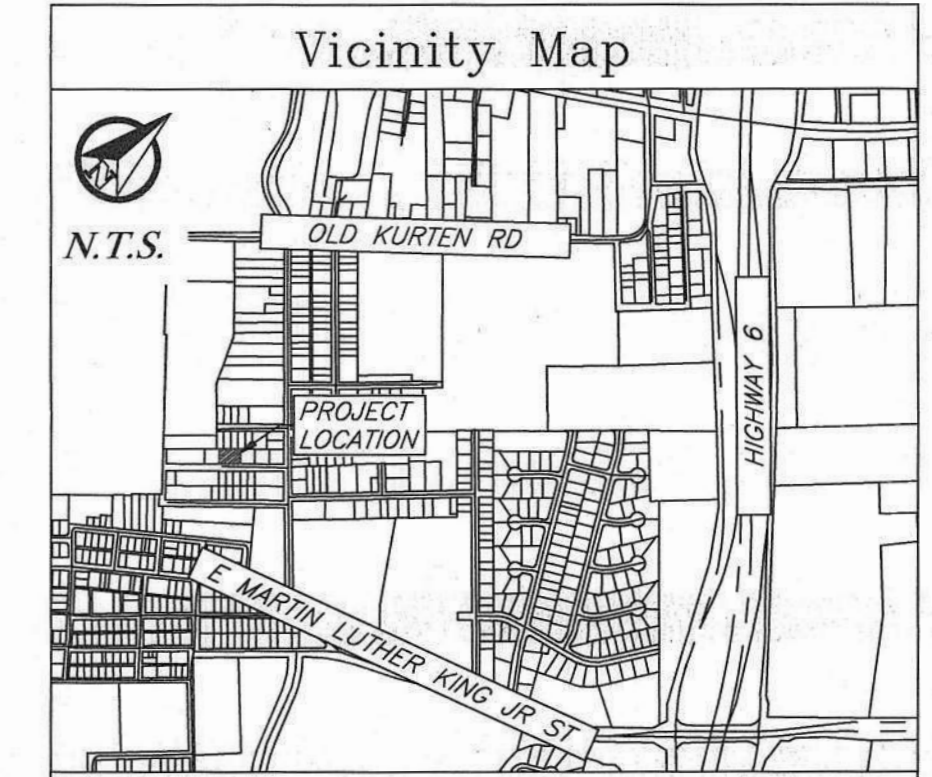 Vicinity Map
N
N.T.S.
OLD KURTEN RD
HIGHWAY 6
PROJECT
LOCATION
E MARTIN LUTHER KING JR ST